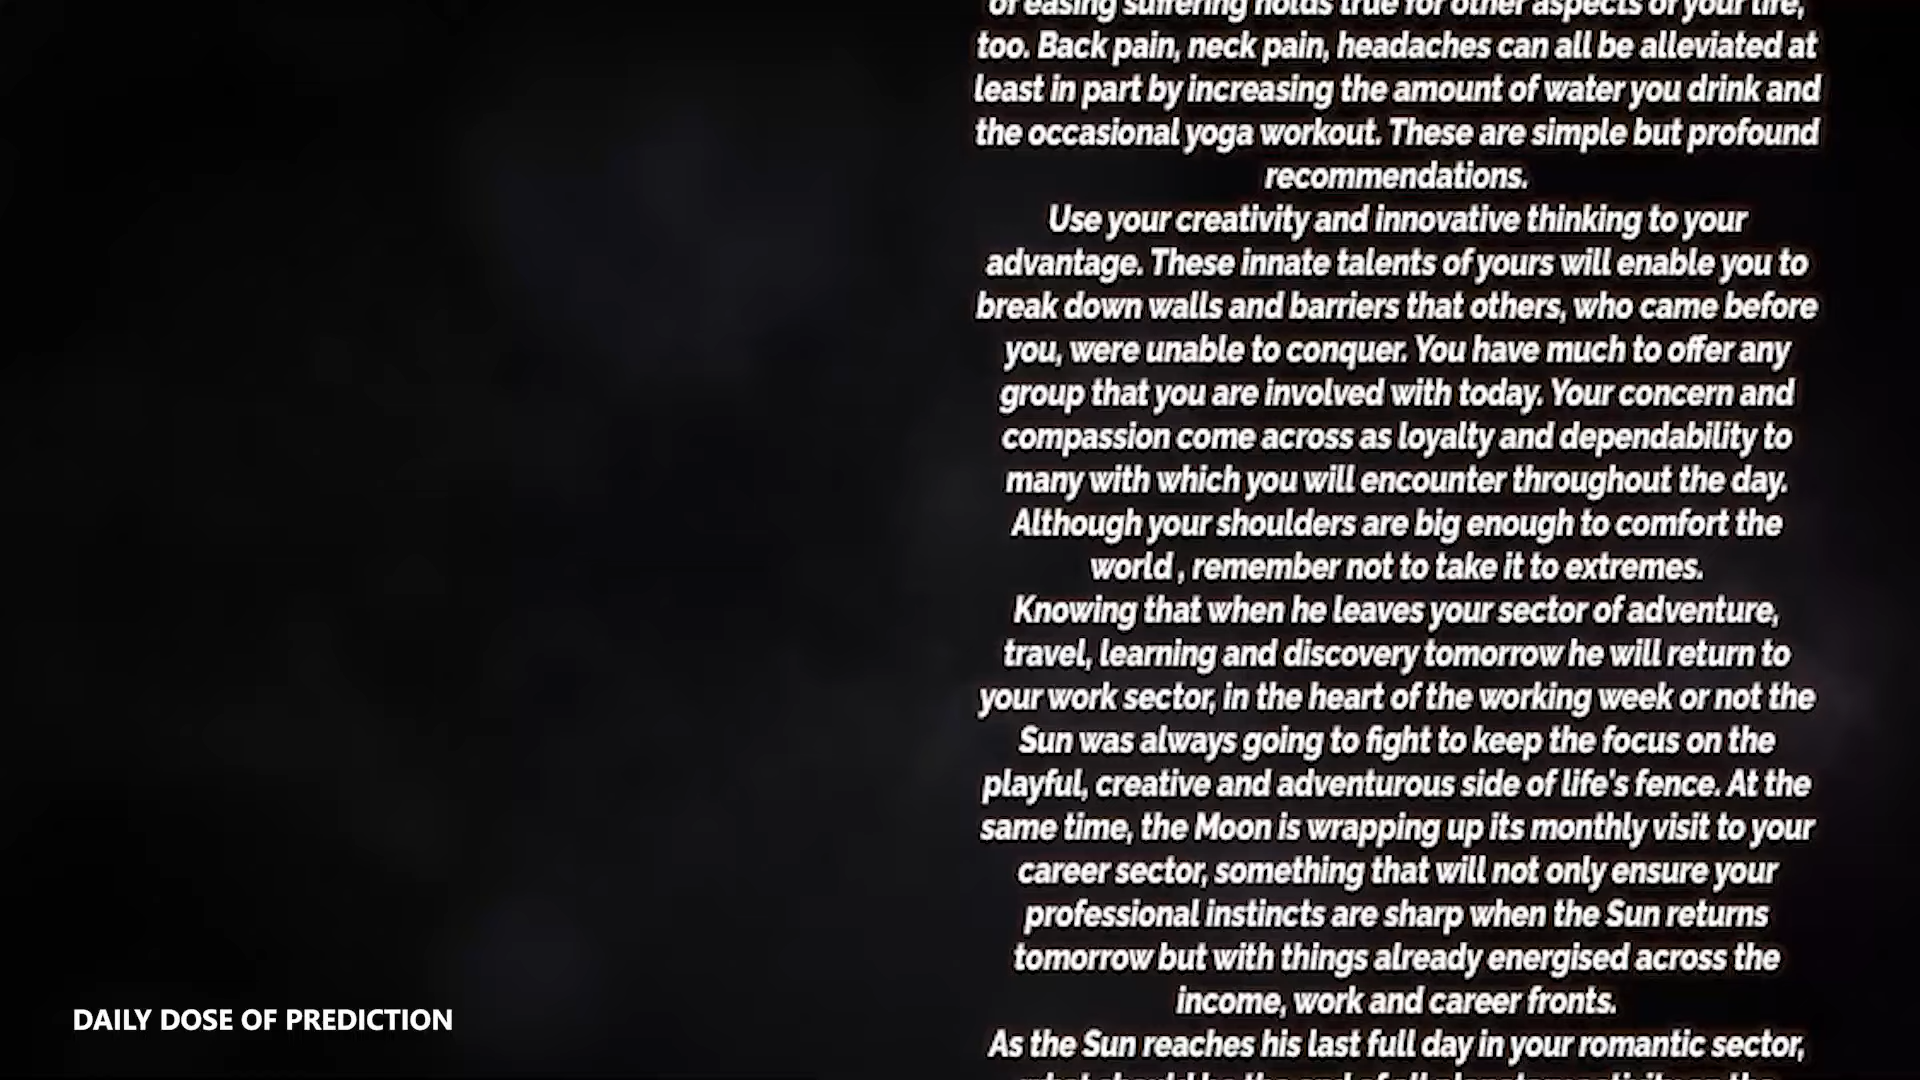 of easing suffering holds true for other aspects of your life,
too. Back pain, neck pain, headaches can all be alleviated at
least in part by increasing the amount of water you drink and
the occasional yoga workout. These are simple but profound
recommendations.
Use your creativity and innovative thinking to your
advantage. These innate talents of yours will enable you to
break down walls and barriers that others, who came before
you, were unable to conquer. You have much to offer any
group that you are involved with today. Your concern and
compassion come across as loyalty and dependability to
many with which you will encounter throughout the day.
Although your shoulders are big enough to comfort the
world , remember not to take it to extremes.
Knowing that when he leaves your sector of adventure,
travel, learning and discovery tomorrow he will return to
your work sector, in the heart of the working week or not the
Sun was always going to fight to keep the focus on the
playful, creative and adventurous side of life's fence. At the
same time, the Moon is wrapping up its monthly visit to your
career sector, something that will not only ensure your
professional instincts are sharp when the Sun returns
tomorrow but with things already energised across the
income, work and career fronts.
As the Sun reaches his last full day in your romantic sector,
DAILY DOSE OF PREDICTION